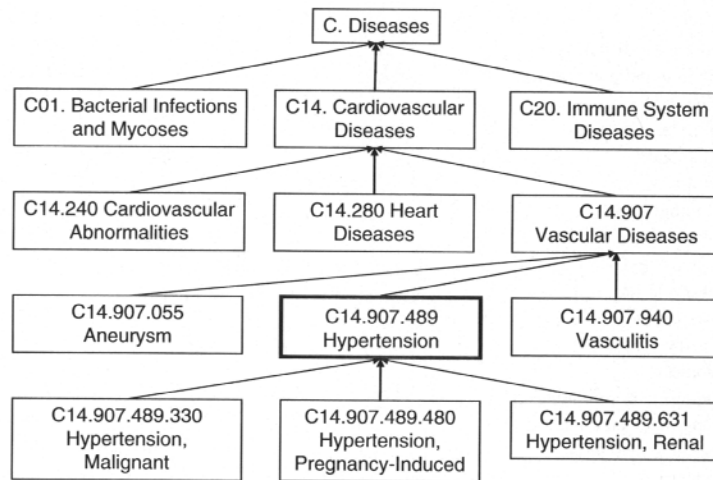 C. Diseases
C01. Bacterial Infections
and Mycoses
C14. Cardiovascular
Diseases
C20. Immune System
Diseases
C14.240 Cardiovascular
Abnormalities
C14.280 Heart
Diseases
C14.907
Vascular Diseases
C14.907.055
Aneurysm
C14.907.489
Hypertension
C14.907.940
Vasculitis
C14.907.489.330
Hypertension,
Malignant
C14.907.489.480
Hypertension,
Pregnancy-Induced
C14.907.489.631
Hypertension, Renal